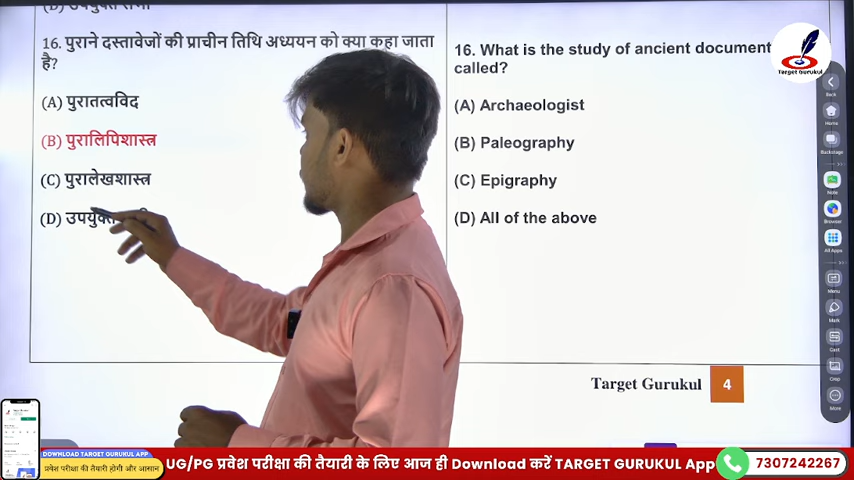 16. पुराने दस्तावेजों की प्राचीन तिथि अध्ययन को क्या कहा जाता
है?
(A) पुरातत्वविद
(B) पुरालिपिशास्त्र
(C) पुरालेखशास्त्र
(D) उपर्युक्त
16. What is the study of ancient document
called?
(A) Archaeologist
(B) Paleography
(C) Epigraphy
(D) All of the above
Target Gurukul 4
Target Gurukul
Back
Home
Backstage
Note
Browser
All Apps
Menu
Mark
Cast
Crop
More
DOWNLOAD TARGET GURUKUL APP
प्रवेश परीक्षा की तैयारी होगी और आसान
UG/PG प्रवेश परीक्षा की तैयारी के लिए आज ही Download करें TARGET GURUKUL App
7307242267